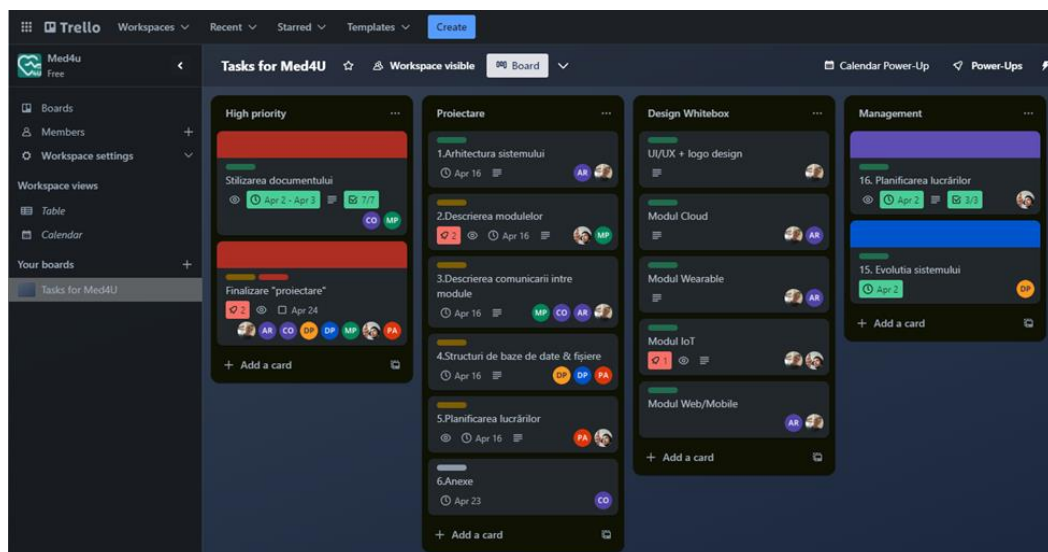 Trello Workspaces Recent Starred Templates Create
Med4u
Free
Boards
Members
Workspace settings
Workspace views
Table
Calendar
Your boards
Tasks for Med4U
Tasks for Med4U Workspace visible Board Calendar Power-Up Power-Ups
High priority
Stilizarea documentului
Apr 2 - Apr 3 7/7
CO MP
Finalizare "proiectare"
2 Apr 24
AR CO DP DP MP PA
+ Add a card
Proiectare
1.Arhitectura sistemului
Apr 16 AR
2.Descrierea modulelor
2 Apr 16 MP
3.Descrierea comunicarii intre
module
Apr 16 MP CO AR
4.Structuri de baze de date & fișiere
Apr 16 DP DP PA
5.Planificarea lucrărilor
Apr 16 PA
6.Anexe
Apr 23 CO
+ Add a card
Design Whitebox
UI/UX + logo design
Modul Cloud
AR
Modul Wearable
AR
Modul IoT
1
Modul Web/Mobile
AR
+ Add a card
Management
16. Planificarea lucrărilor
Apr 2 3/3
15. Evolutia sistemului
Apr 2 DP
+ Add a card